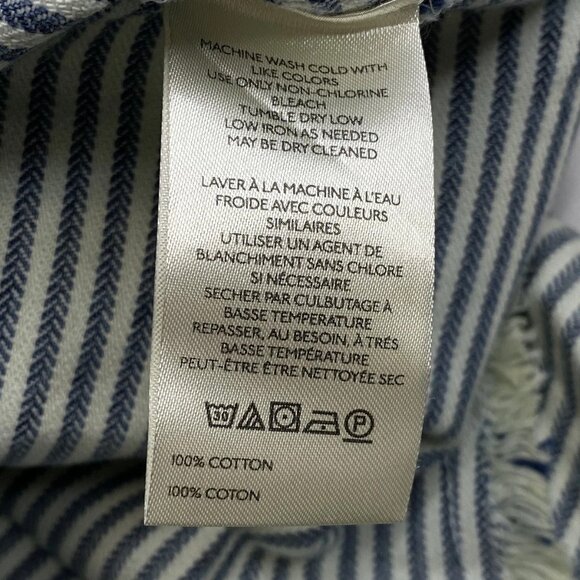 MACHINE WASH COLD WITH
LIKE COLORS
USE ONLY NON-CHLORINE
BLEACH
TUMBLE DRY LOW
LOW IRON AS NEEDED
MAY BE DRY CLEANED
LAVER À LA MACHINE À L'EAU
FROIDE AVEC COULEURS
SIMILAIRES
UTILISER UN AGENT DE
BLANCHIMENT SANS CHLORE
SI NÉCESSAIRE
SECHER PAR CULBUTAGE À
BASSE TEMPERATURE
REPASSER, AU BESOIN, À TRÉS
BASSE TEMPÉRATURE
PEUT-ÊTRE ÊTRE NETTOYÉE SEC
30 P
100% COTTON
100% COTON